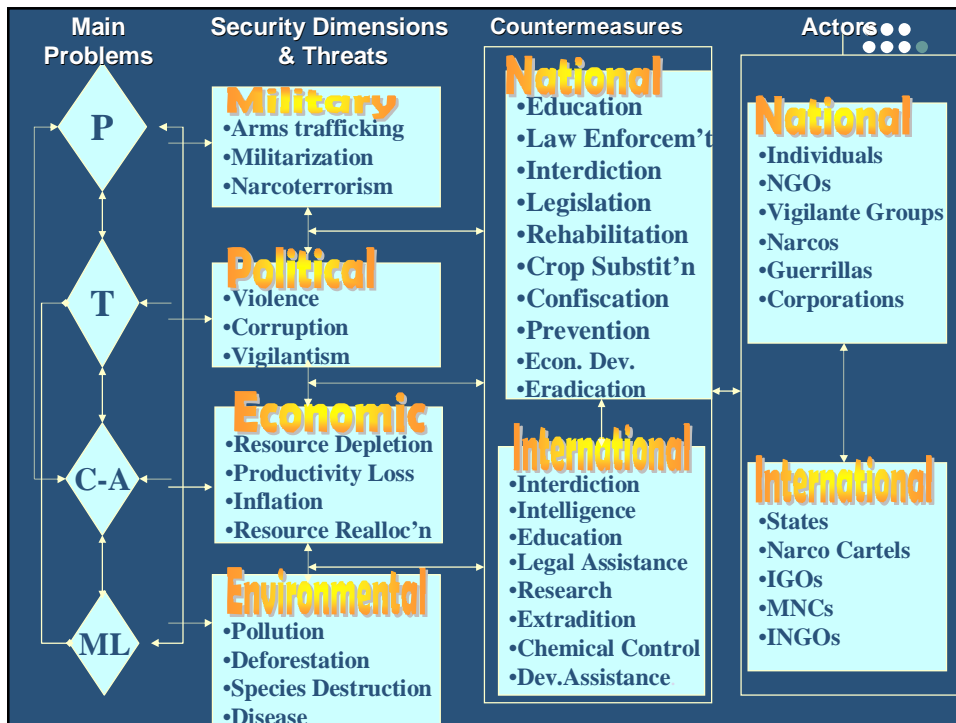 Main
Problems
P
T
C-A
ML
Security Dimensions
& Threats
Military
•Arms trafficking
•Militarization
•Narcoterrorism
Political
•Violence
•Corruption
•Vigilantism
Economic
•Resource Depletion
•Productivity Loss
•Inflation
•Resource Realloc'n
Environmental
•Pollution
•Deforestation
•Species Destruction
•Disease
Countermeasures
National
•Education
•Law Enforcem't
•Interdiction
•Legislation
•Rehabilitation
•Crop Substit'n
•Confiscation
•Prevention
•Econ. Dev.
•Eradication
International
•Interdiction
•Intelligence
•Education
•Legal Assistance
•Research
•Extradition
•Chemical Control
•Dev.Assistance
Actors
National
•Individuals
•NGOs
•Vigilante Groups
•Narcos
•Guerrillas
•Corporations
International
•States
•Narco Cartels
•IGOs
•MNCs
•INGOs